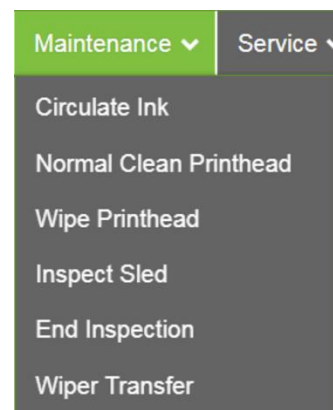 Maintenance Service
Circulate Ink
Normal Clean Printhead
Wipe Printhead
Inspect Sled
End Inspection
Wiper Transfer